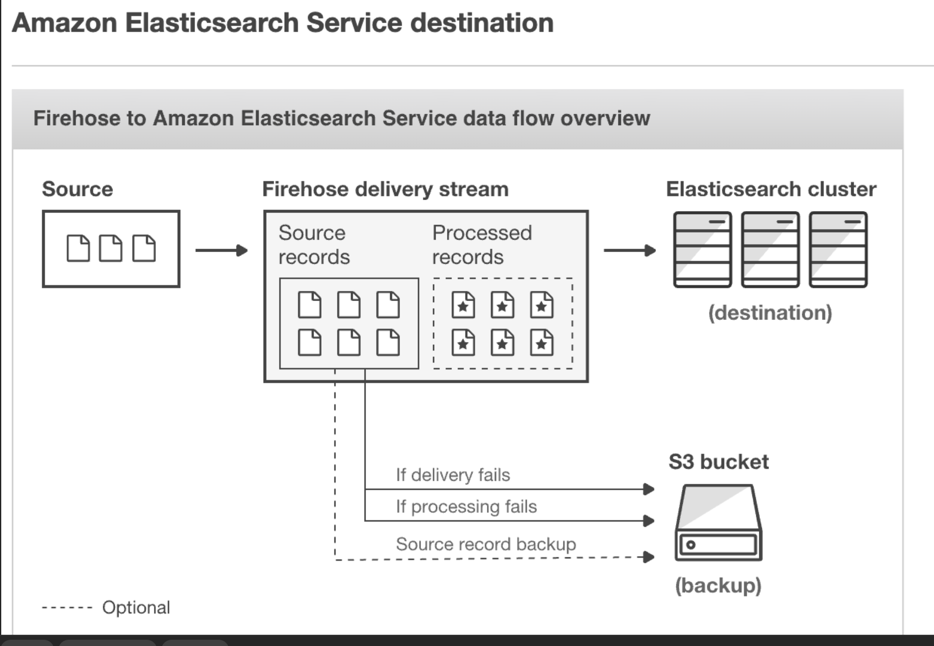 Amazon Elasticsearch Service destination
Firehose to Amazon Elasticsearch Service data flow overview
Source
Firehose delivery stream
Elasticsearch cluster
Source
records
Processed
records
(destination)
S3 bucket
If delivery fails
If processing fails
Source record backup
(backup)
Optional